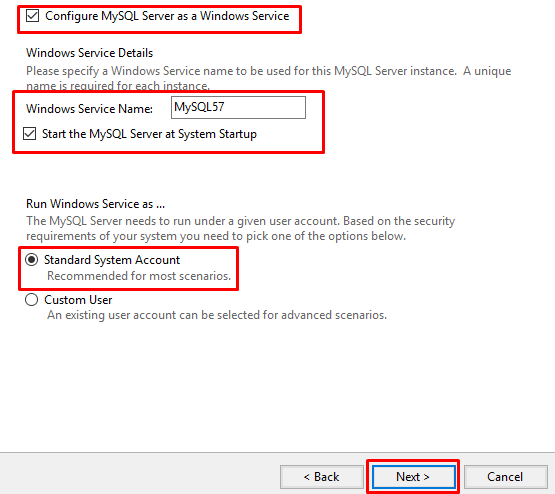 Configure MySQL Server as a Windows Service
Windows Service Details
Please specify a Windows Service name to be used for this MySQL Server instance. A unique
name is required for each instance.
Windows Service Name: MySQL57
Start the MySQL Server at System Startup
Run Windows Service as ...
The MySQL Server needs to run under a given user account. Based on the security
requirements of your system you need to pick one of the options below.
Standard System Account
Recommended for most scenarios.
Custom User
An existing user account can be selected for advanced scenarios.
< Back Next > Cancel